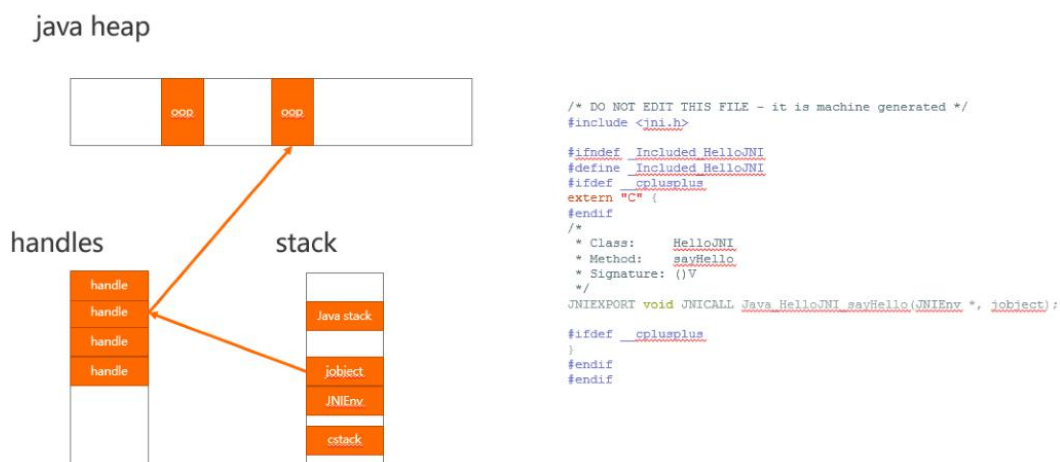 java heap
oop
oop
handles
handle
handle
handle
handle
stack
Java stack
jobject
JNIEnv
cstack
/* DO NOT EDIT THIS FILE - it is machine generated */
#include <jni.h>
#ifndef _Included_HelloJNI
#define _Included_HelloJNI
#ifdef __cplusplus
extern "C" {
#endif
/*
 * Class:     HelloJNI
 * Method:    sayHello
 * Signature: ()V
 */
JNIEXPORT void JNICALL Java_HelloJNI_sayHello(JNIEnv *, jobject);
#ifdef __cplusplus
}
#endif
#endif